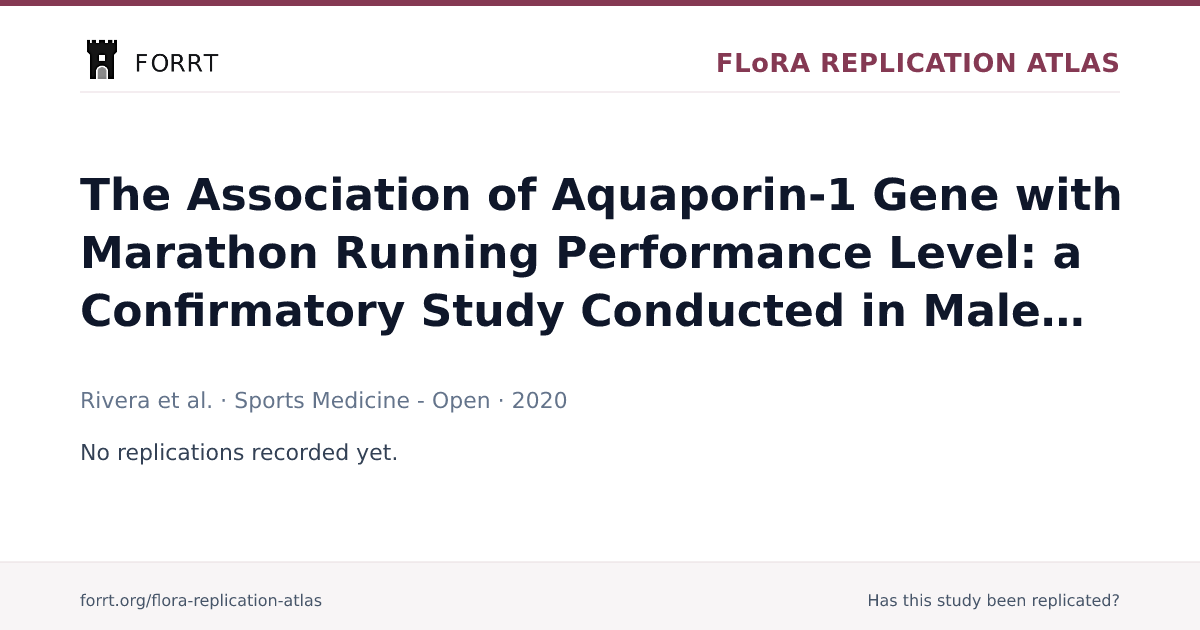 FORRT
FLoRA REPLICATION ATLAS
The Association of Aquaporin-1 Gene with
Marathon Running Performance Level: a
Confirmatory Study Conducted in Male...
Rivera et al. · Sports Medicine - Open · 2020
No replications recorded yet.
forrt.org/flora-replication-atlas
Has this study been replicated?